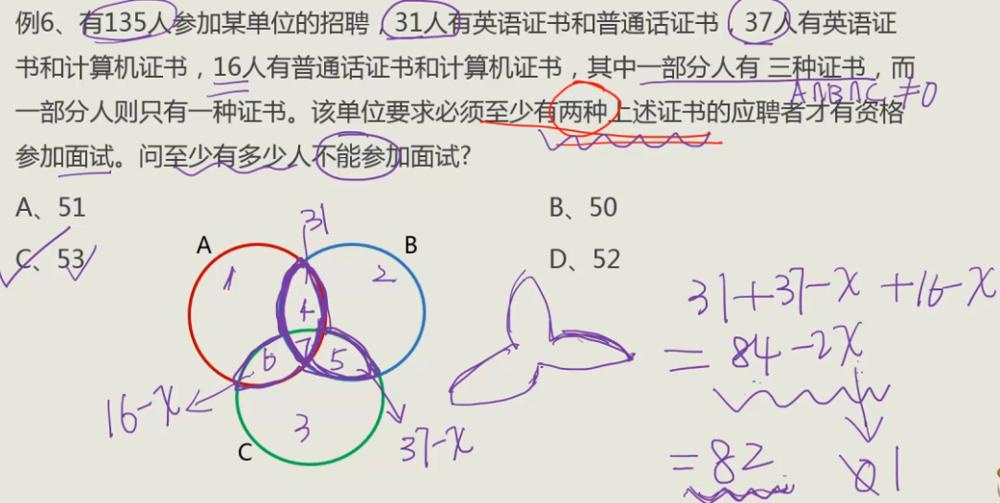 例6、有135人参加某单位的招聘，31人有英语证书和普通话证书，37人有英语证
书和计算机证书，16人有普通话证书和计算机证书，其中一部分人有 三种证书，而
A∩B∩C≠0
一部分人则只有一种证书。该单位要求必须至少有两种上述证书的应聘者才有资格
参加面试。问至少有多少人不能参加面试?
A、51
B、50
C、53
D、52
31
A
B
1
2
4
7
6
5
3
C
16-x
37-x
31+37-x+16-x
=84-2x
=82
0 1